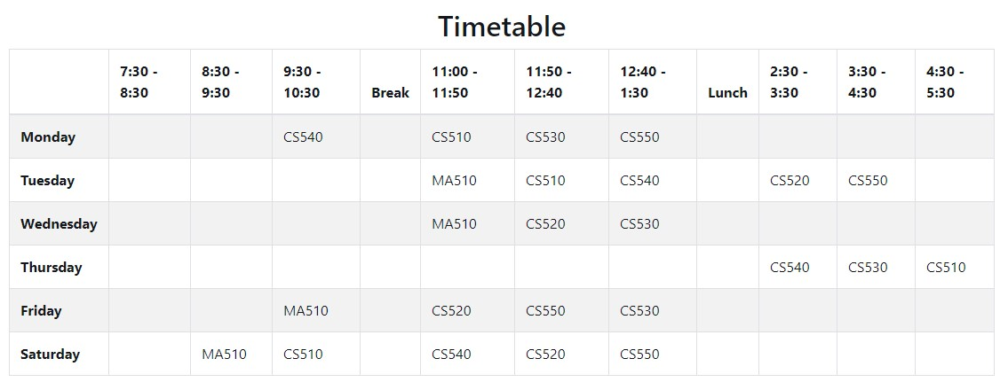 Timetable
7:30 - 8:30 9:30 - 11:00 - 11:50 - 12:40 - 2:30 - 3:30 - 4:30 -
8:30 9:30 10:30 Break 11:50 12:40 1:30 Lunch 3:30 4:30 5:30
Monday CS540 CS510 CS530 CS550
Tuesday MA510 CS510 CS540 CS520 CS550
Wednesday MA510 CS520 CS530
Thursday CS540 CS530 CS510
Friday MA510 CS520 CS550 CS530
Saturday MA510 CS510 CS540 CS520 CS550